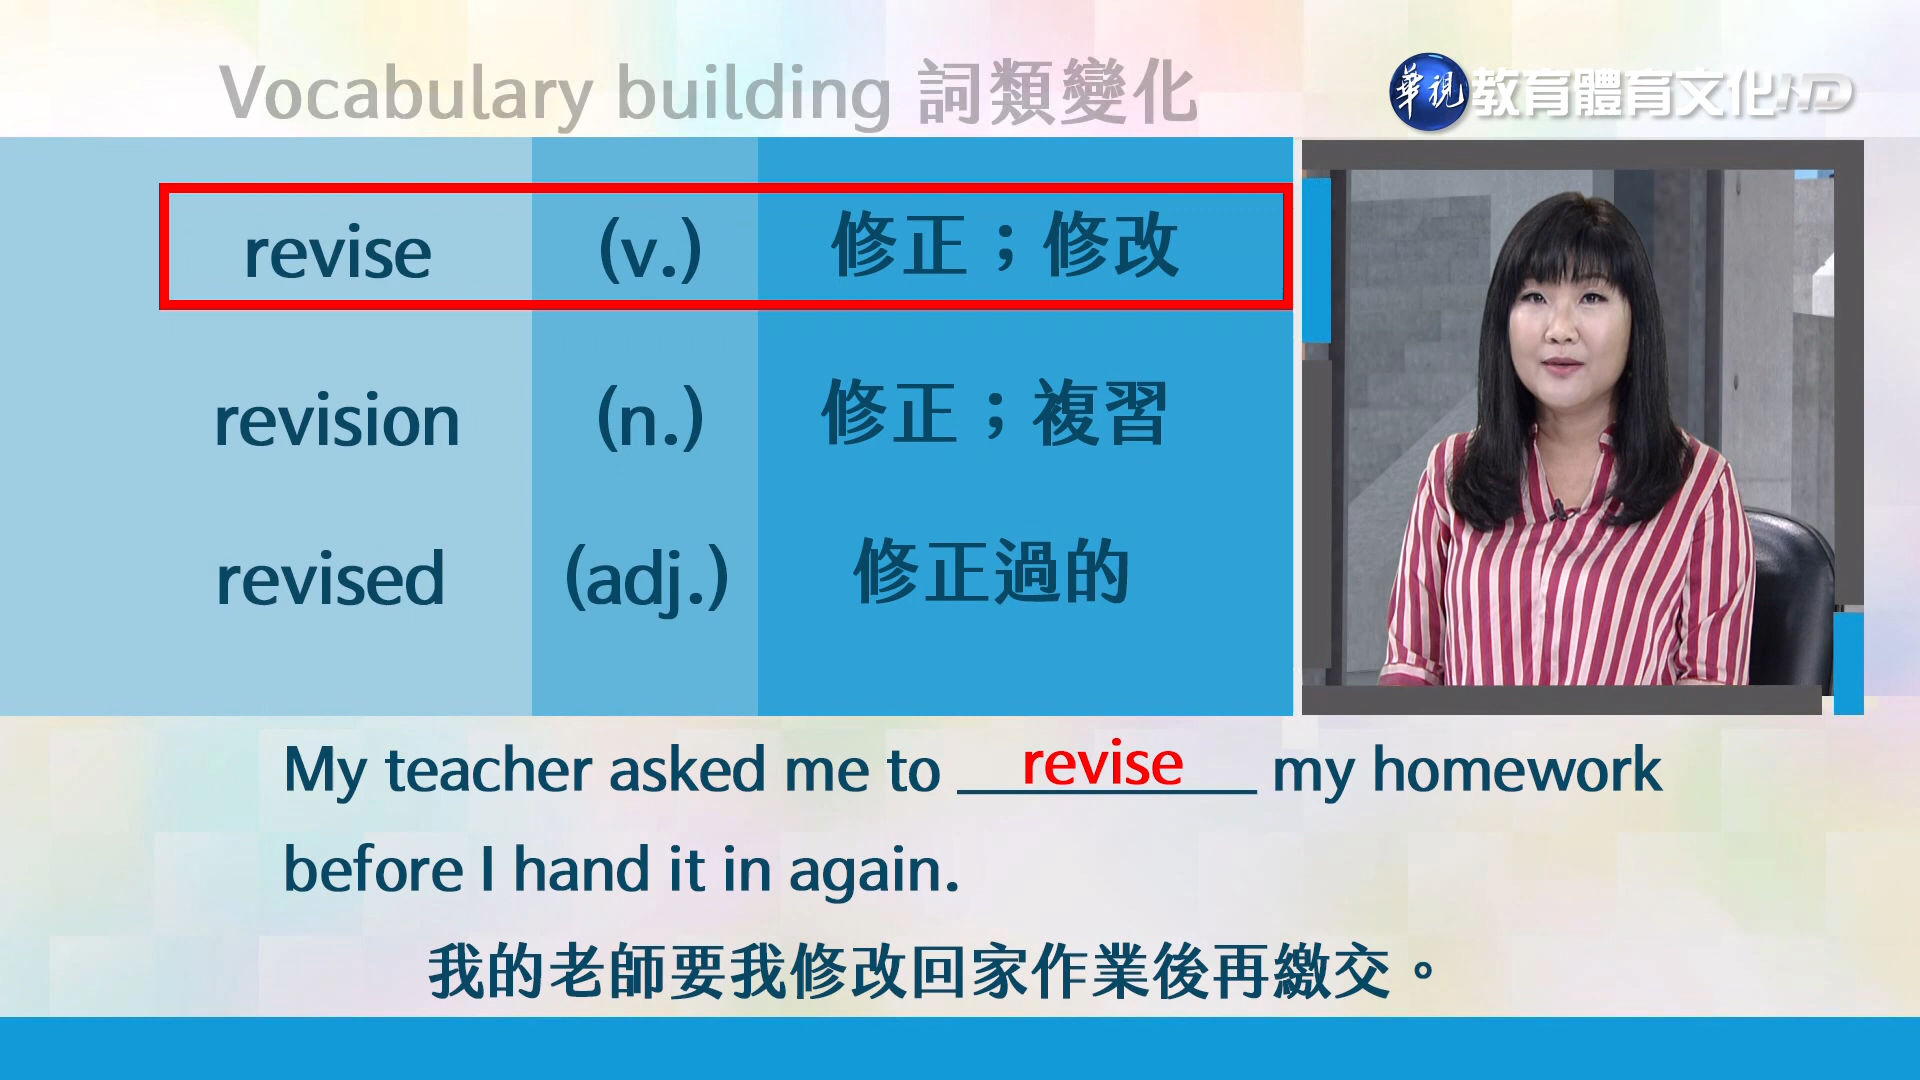 Vocabulary building 詞類變化
華視 教育體育文化HD
revise (v.) 修正；修改
revision (n.) 修正；複習
revised (adj.) 修正過的
My teacher asked me to revise my homework
before I hand it in again.
我的老師要我修改回家作業後再繳交。